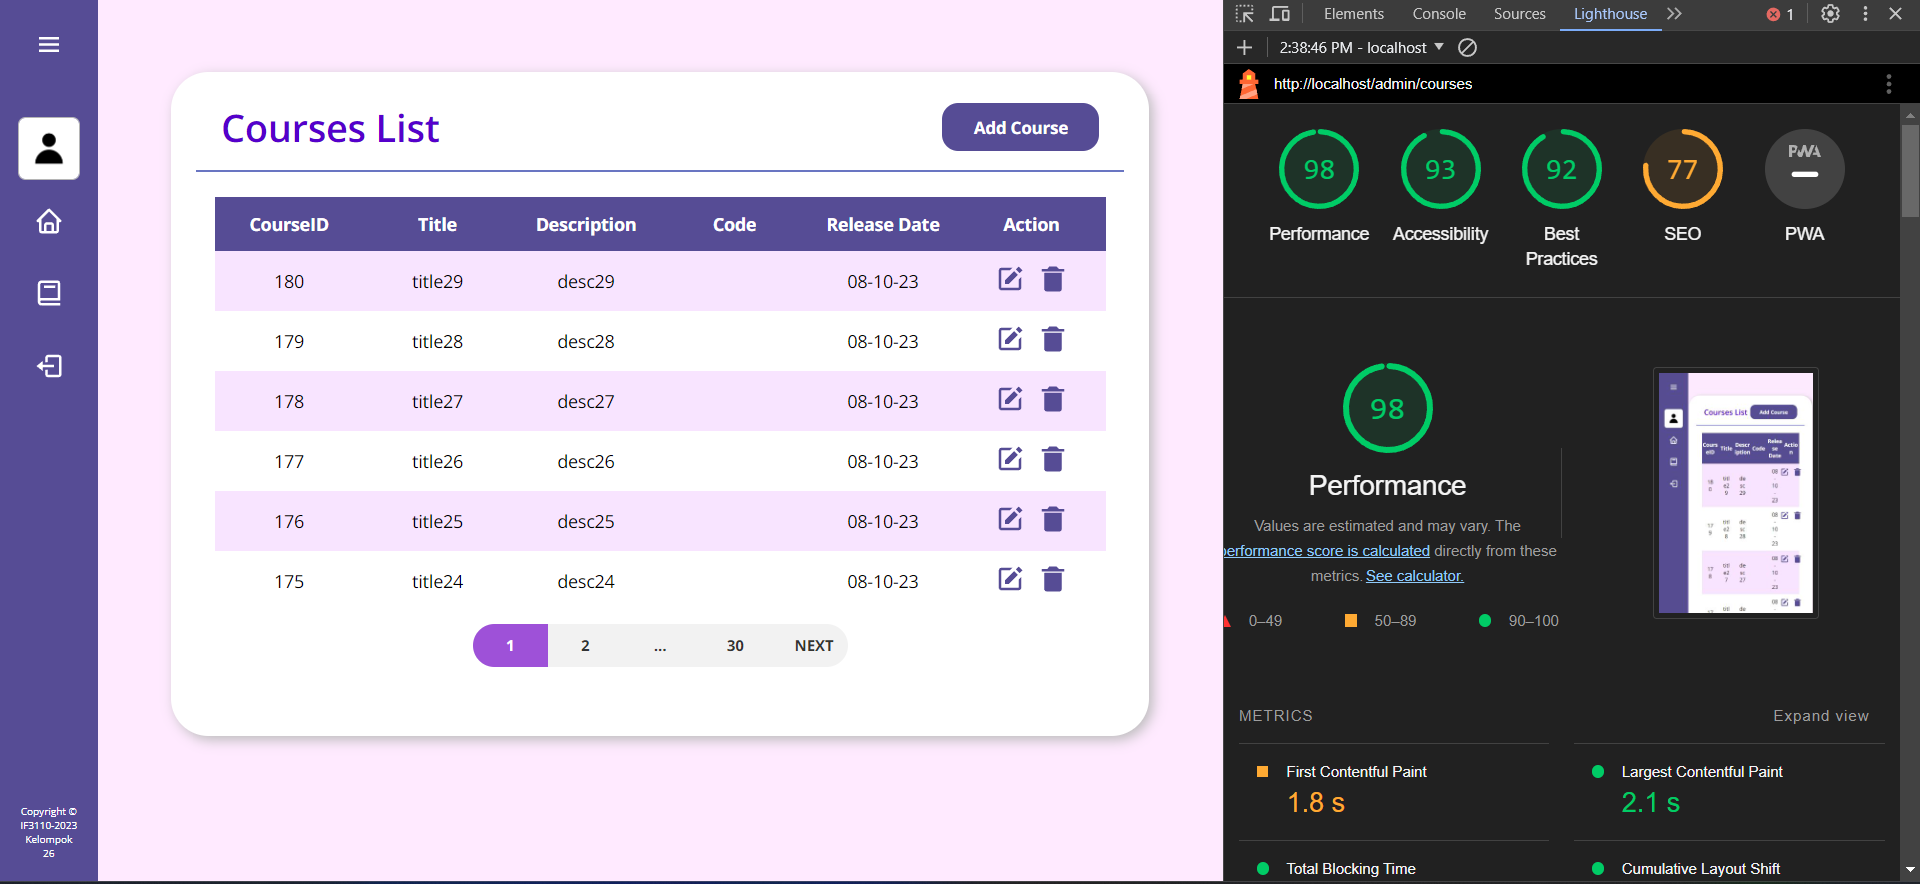 Courses List
Add Course
CourseID Title Description Code Release Date Action
180 title29 desc29 08-10-23
179 title28 desc28 08-10-23
178 title27 desc27 08-10-23
177 title26 desc26 08-10-23
176 title25 desc25 08-10-23
175 title24 desc24 08-10-23
1 2 ... 30 NEXT
Copyright ©
IF3110-2023
Kelompok
26
Elements Console Sources Lighthouse 1
2:38:46 PM - localhost
http://localhost/admin/courses
98 93 92 77 PWA
Performance Accessibility Best Practices SEO PWA
98
Performance
Values are estimated and may vary. The
performance score is calculated directly from these
metrics. See calculator.
0–49 50–89 90–100
Courses List Add Course
METRICS Expand view
First Contentful Paint
1.8 s
Largest Contentful Paint
2.1 s
Total Blocking Time
Cumulative Layout Shift